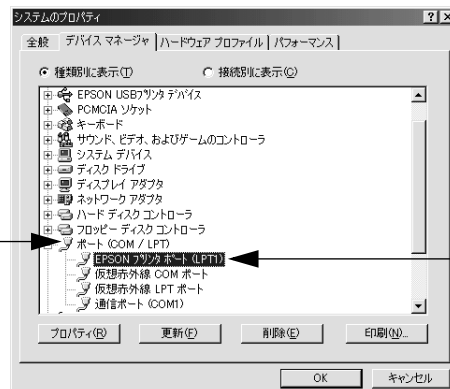 システムのプロパティ
全般 デバイス マネージャ ハードウェア プロファイル パフォーマンス
種類別に表示(T) 接続別に表示(C)
EPSON USBプリンタ デバイス
PCMCIA ソケット
キーボード
サウンド、ビデオ、およびゲームのコントローラ
システム デバイス
ディスク ドライブ
ディスプレイ アダプタ
ネットワーク アダプタ
ハード ディスク コントローラ
フロッピー ディスク コントローラ
ポート (COM / LPT)
EPSON プリンタ ポート (LPT1)
仮想赤外線 COM ポート
仮想赤外線 LPT ポート
通信ポート (COM1)
プロパティ(R) 更新(F) 削除(E) 印刷(N)...
OK キャンセル